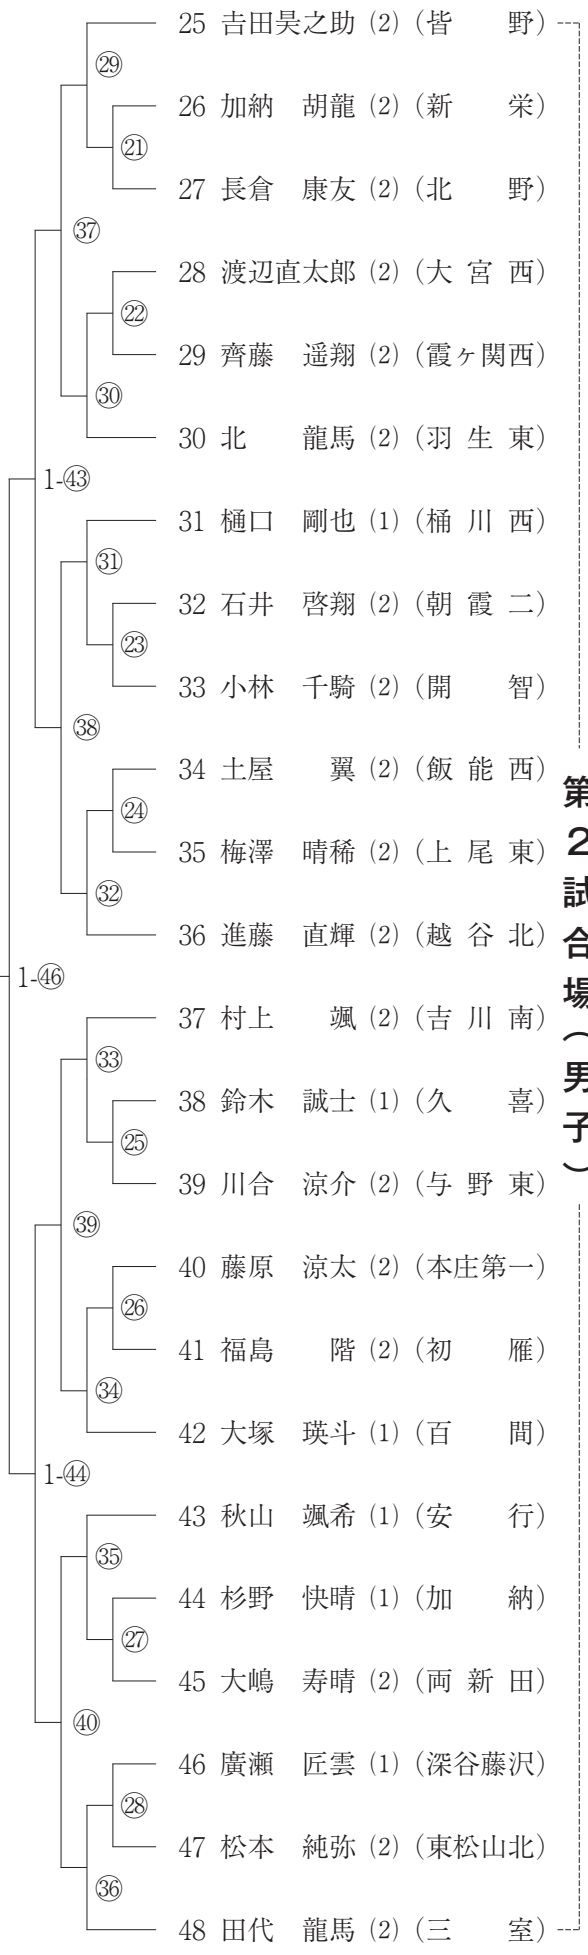 25 𠮷田昊之助 (2) (皆　野)
㉙
26 加納　胡龍 (2) (新　栄)
㉑
27 長倉　康友 (2) (北　野)
㊲
28 渡辺直太郎 (2) (大 宮 西)
㉒
29 齊藤　遥翔 (2) (霞ヶ関西)
㉚
30 北　　龍馬 (2) (羽 生 東)
1-㊸
31 樋口　剛也 (1) (桶 川 西)
㉛
32 石井　啓翔 (2) (朝 霞 二)
㉓
33 小林　千騎 (2) (開　智)
㊳
34 土屋　　翼 (2) (飯 能 西)
㉔
35 梅澤　晴稀 (2) (上 尾 東)
㉜
36 進藤　直輝 (2) (越 谷 北)
1-㊻
37 村上　　颯 (2) (吉 川 南)
㉝
38 鈴木　誠士 (1) (久　喜)
㉕
39 川合　涼介 (2) (与 野 東)
㊴
40 藤原　涼太 (2) (本庄第一)
㉖
41 福島　　階 (2) (初　雁)
㉞
42 大塚　瑛斗 (1) (百　間)
1-㊹
43 秋山　颯希 (1) (安　行)
㉟
44 杉野　快晴 (1) (加　納)
㉗
45 大嶋　寿晴 (2) (両 新 田)
㊵
46 廣瀬　匠雲 (1) (深谷藤沢)
㉘
47 松本　純弥 (2) (東松山北)
㊱
48 田代　龍馬 (2) (三　室)
第２試合場（男子）